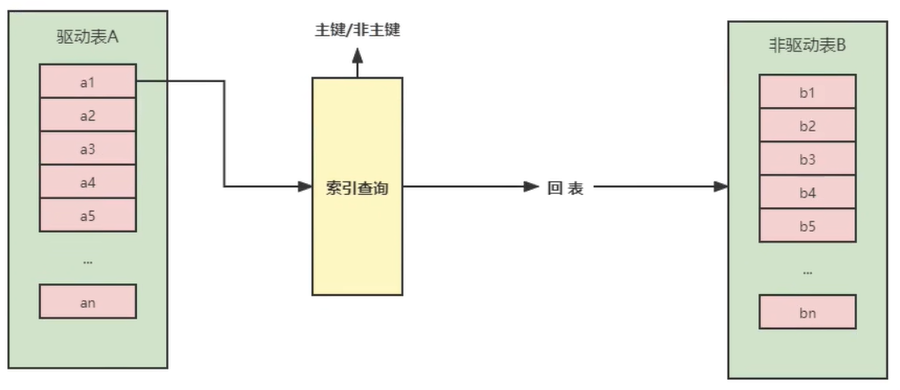 驱动表A
a1
a2
a3
a4
a5
...
an
主键/非主键
索引查询
回 表
非驱动表B
b1
b2
b3
b4
b5
...
bn